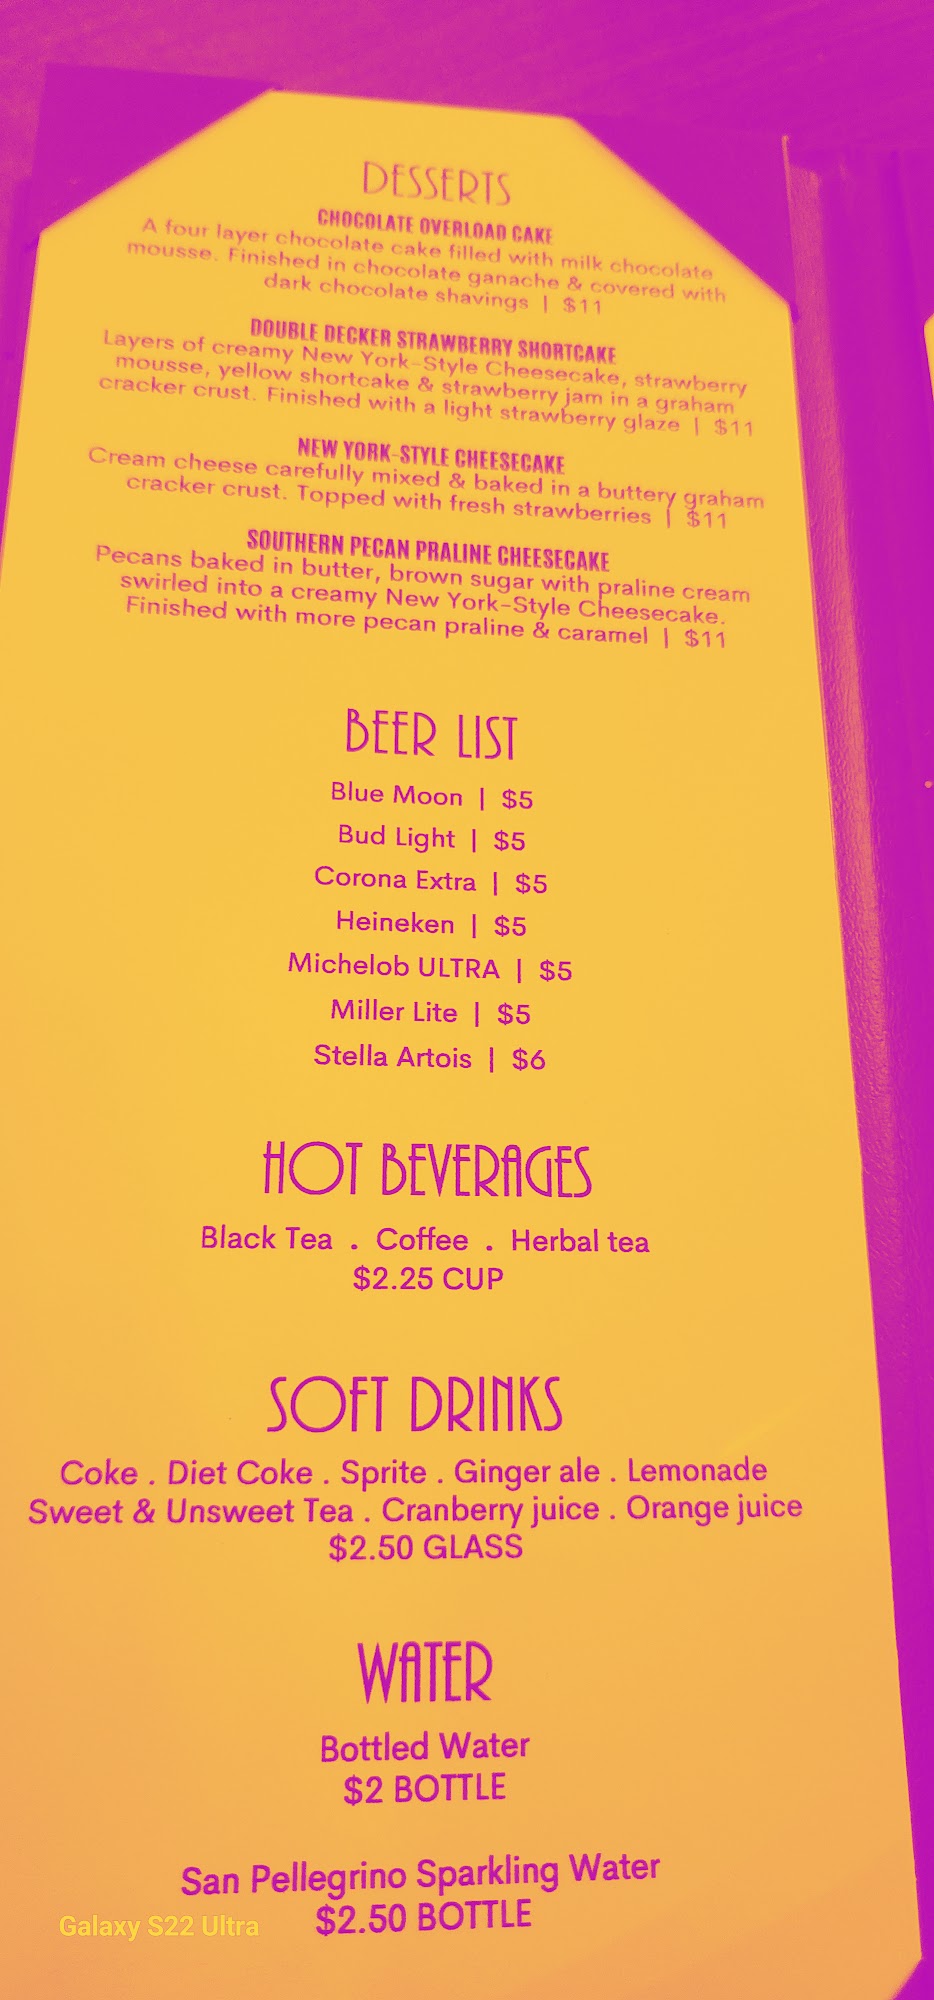 DESSERTS
CHOCOLATE OVERLOAD CAKE
A four layer chocolate cake filled with milk chocolate
mousse. Finished in chocolate ganache & covered with
dark chocolate shavings | $11
DOUBLE DECKER STRAWBERRY SHORTCAKE
Layers of creamy New York-Style Cheesecake, strawberry
mousse, yellow shortcake & strawberry jam in a graham
cracker crust. Finished with a light strawberry glaze | $11
NEW YORK-STYLE CHEESECAKE
Cream cheese carefully mixed & baked in a buttery graham
cracker crust. Topped with fresh strawberries | $11
SOUTHERN PECAN PRALINE CHEESECAKE
Pecans baked in butter, brown sugar with praline cream
swirled into a creamy New York-Style Cheesecake.
Finished with more pecan praline & caramel | $11
BEER LIST
Blue Moon | $5
Bud Light | $5
Corona Extra | $5
Heineken | $5
Michelob ULTRA | $5
Miller Lite | $5
Stella Artois | $6
HOT BEVERAGES
Black Tea . Coffee . Herbal tea
$2.25 CUP
SOFT DRINKS
Coke . Diet Coke . Sprite . Ginger ale . Lemonade
Sweet & Unsweet Tea . Cranberry juice . Orange juice
$2.50 GLASS
WATER
Bottled Water
$2 BOTTLE
San Pellegrino Sparkling Water
$2.50 BOTTLE
Galaxy S22 Ultra